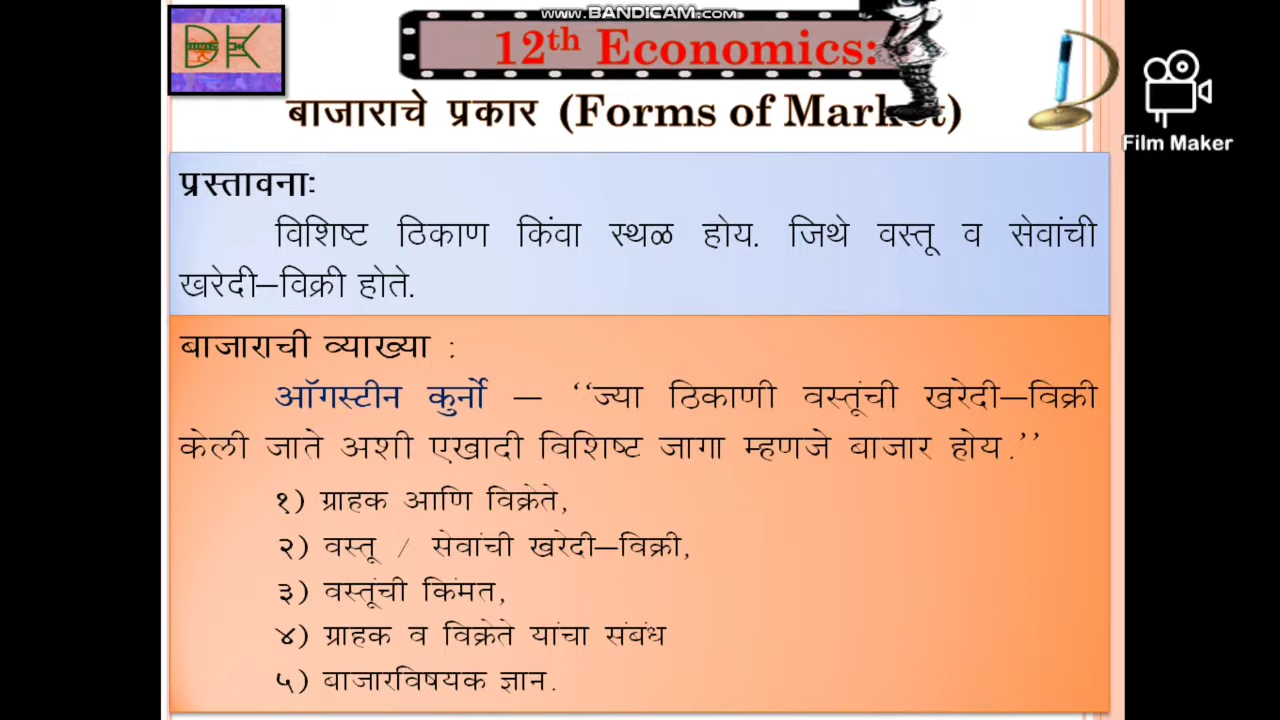 www.BANDICAM.com
12th Economics:
बाजाराचे प्रकार (Forms of Market)
Film Maker
प्रस्तावनाः
विशिष्ट ठिकाण किंवा स्थळ होय. जिथे वस्तू व सेवांची
खरेदी–विक्री होते.
बाजाराची व्याख्या :
ऑगस्टीन कुर्नो – ‘‘ज्या ठिकाणी वस्तूंची खरेदी–विक्री
केली जाते अशी एखादी विशिष्ट जागा म्हणजे बाजार होय.’’
१) ग्राहक आणि विक्रेते,
२) वस्तू / सेवांची खरेदी–विक्री,
३) वस्तूंची किंमत,
४) ग्राहक व विक्रेते यांचा संबंध
५) बाजारविषयक ज्ञान.